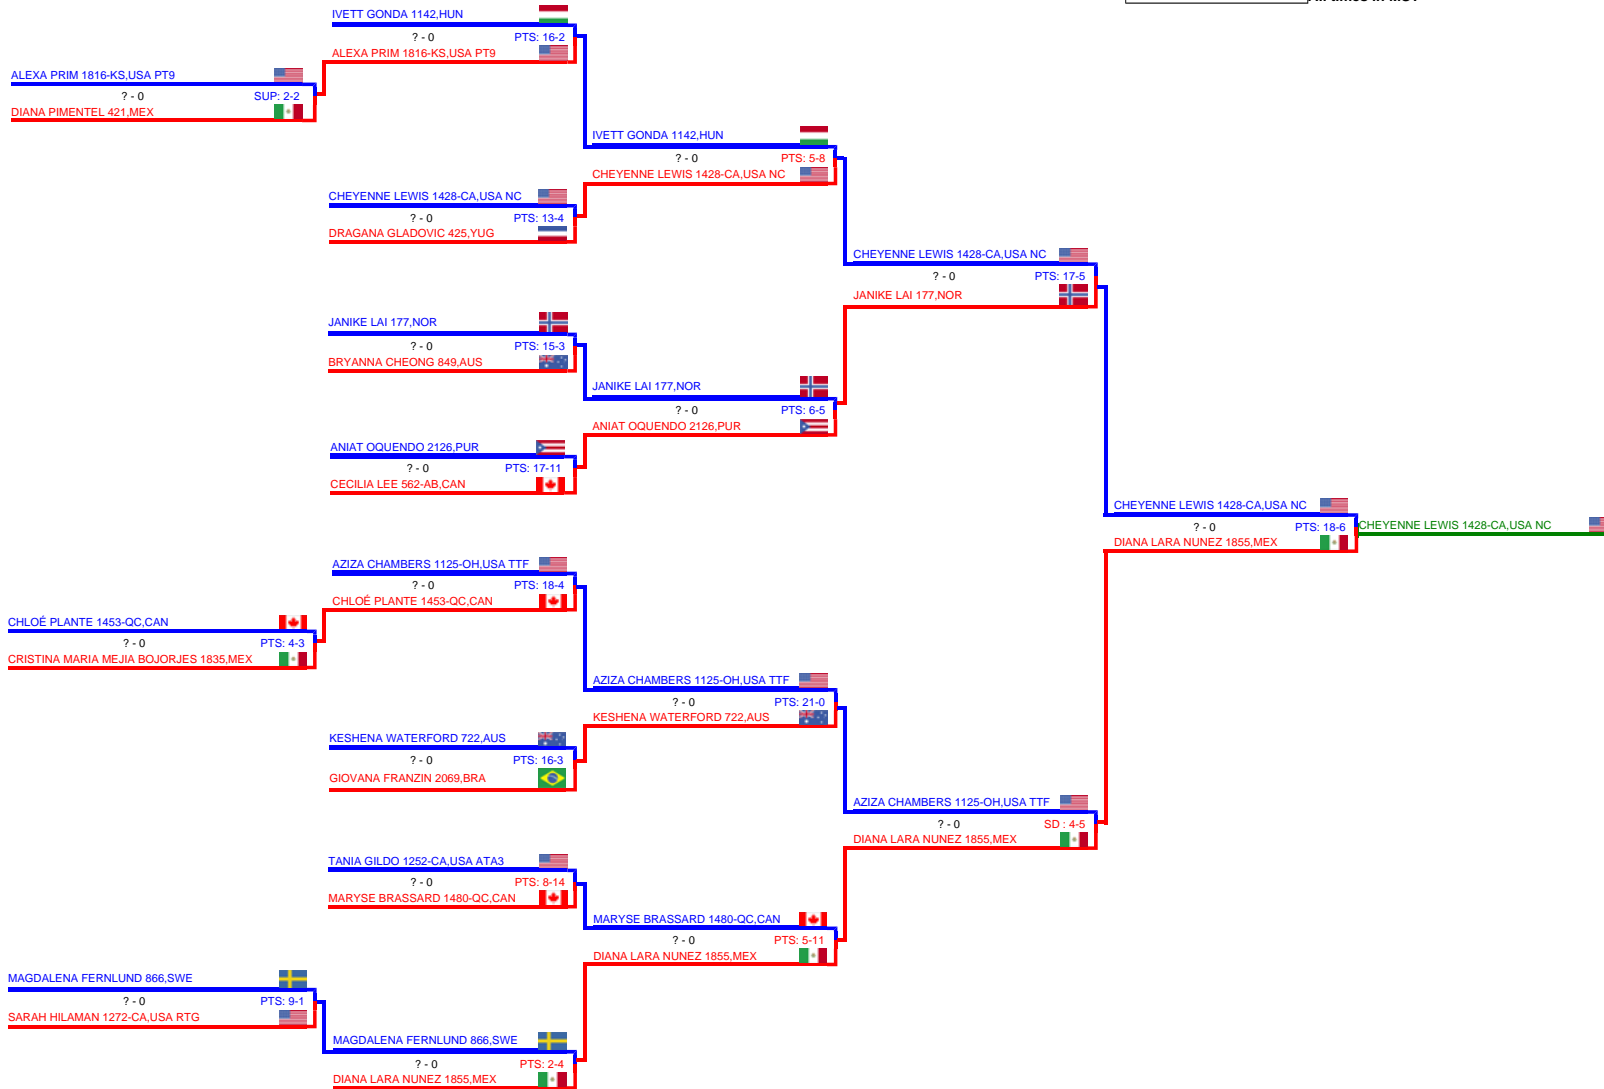 IVETT GONDA 1142,HUN
? - 0 PTS: 16-2
ALEXA PRIM 1816-KS,USA PT9
ALEXA PRIM 1816-KS,USA PT9
? - 0 SUP: 2-2
DIANA PIMENTEL 421,MEX
IVETT GONDA 1142,HUN
? - 0 PTS: 5-8
CHEYENNE LEWIS 1428-CA,USA NC
CHEYENNE LEWIS 1428-CA,USA NC
? - 0 PTS: 13-4
DRAGANA GLADOVIC 425,YUG
CHEYENNE LEWIS 1428-CA,USA NC
? - 0 PTS: 17-5
JANIKE LAI 177,NOR
JANIKE LAI 177,NOR
? - 0 PTS: 15-3
BRYANNA CHEONG 849,AUS
JANIKE LAI 177,NOR
? - 0 PTS: 6-5
ANIAT OQUENDO 2126,PUR
ANIAT OQUENDO 2126,PUR
? - 0 PTS: 17-11
CECILIA LEE 562-AB,CAN
CHEYENNE LEWIS 1428-CA,USA NC
? - 0 PTS: 18-6
DIANA LARA NUNEZ 1855,MEX
CHEYENNE LEWIS 1428-CA,USA NC
AZIZA CHAMBERS 1125-OH,USA TTF
? - 0 PTS: 18-4
CHLOÉ PLANTE 1453-QC,CAN
CHLOÉ PLANTE 1453-QC,CAN
? - 0 PTS: 4-3
CRISTINA MARIA MEJIA BOJORJES 1835,MEX
AZIZA CHAMBERS 1125-OH,USA TTF
? - 0 PTS: 21-0
KESHENA WATERFORD 722,AUS
KESHENA WATERFORD 722,AUS
? - 0 PTS: 16-3
GIOVANA FRANZIN 2069,BRA
AZIZA CHAMBERS 1125-OH,USA TTF
? - 0 SD : 4-5
DIANA LARA NUNEZ 1855,MEX
TANIA GILDO 1252-CA,USA ATA3
? - 0 PTS: 8-14
MARYSE BRASSARD 1480-QC,CAN
MARYSE BRASSARD 1480-QC,CAN
? - 0 PTS: 5-11
DIANA LARA NUNEZ 1855,MEX
MAGDALENA FERNLUND 866,SWE
? - 0 PTS: 9-1
SARAH HILAMAN 1272-CA,USA RTG
MAGDALENA FERNLUND 866,SWE
? - 0 PTS: 2-4
DIANA LARA NUNEZ 1855,MEX